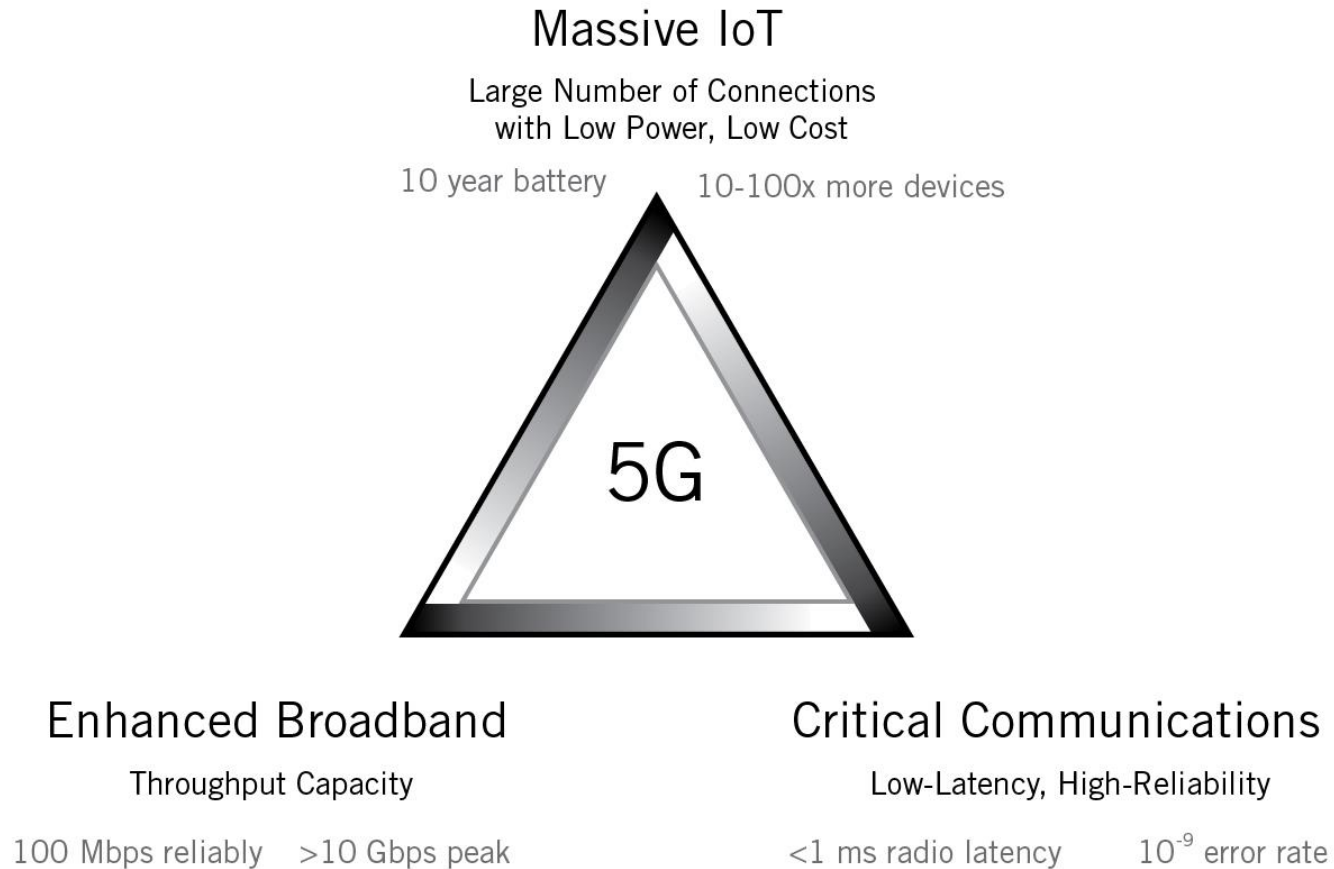 Massive IoT
Large Number of Connections
with Low Power, Low Cost
10 year battery
10-100x more devices
5G
Enhanced Broadband
Throughput Capacity
100 Mbps reliably
>10 Gbps peak
Critical Communications
Low-Latency, High-Reliability
<1 ms radio latency
10⁻⁹ error rate